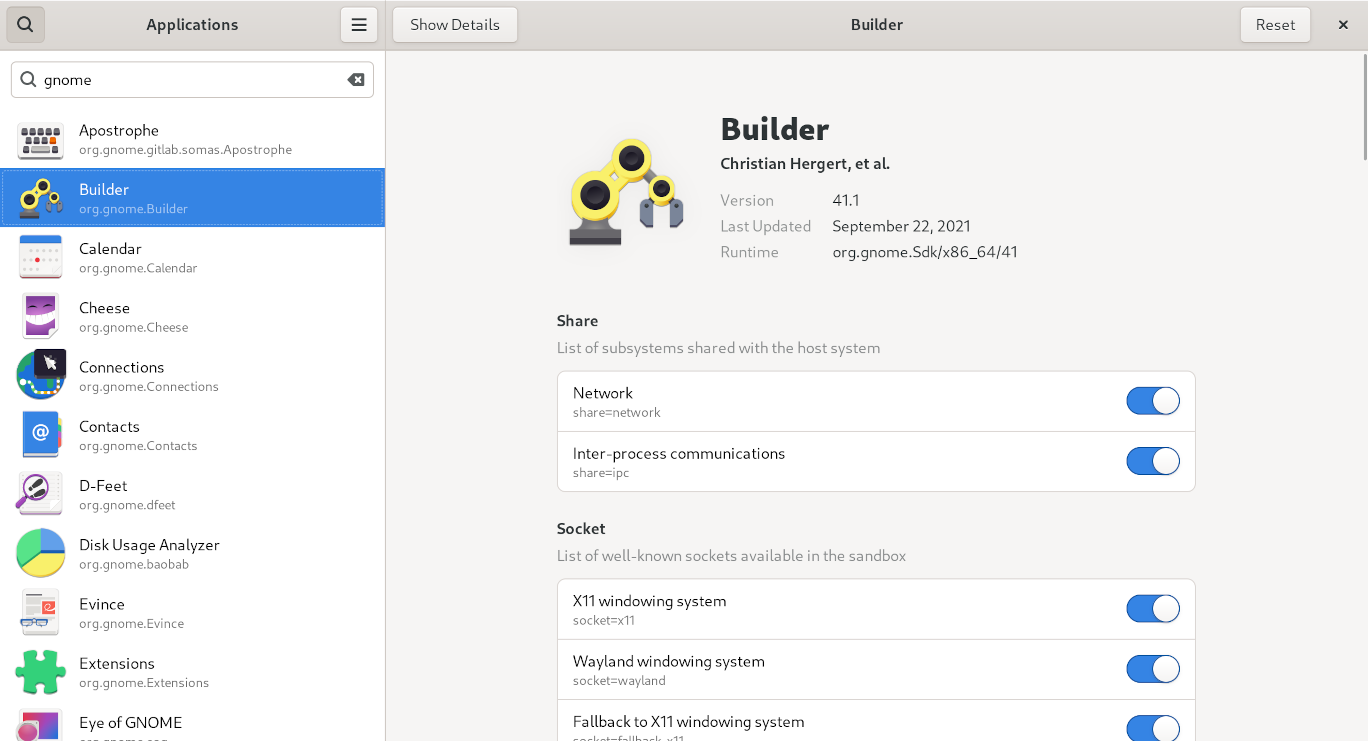 Applications
Show Details
Builder
Reset
gnome
Apostrophe
org.gnome.gitlab.somas.Apostrophe
Builder
org.gnome.Builder
Calendar
org.gnome.Calendar
Cheese
org.gnome.Cheese
Connections
org.gnome.Connections
Contacts
org.gnome.Contacts
D-Feet
org.gnome.dfeet
Disk Usage Analyzer
org.gnome.baobab
Evince
org.gnome.Evince
Extensions
org.gnome.Extensions
Eye of GNOME
Builder
Christian Hergert, et al.
Version 41.1
Last Updated September 22, 2021
Runtime org.gnome.Sdk/x86_64/41
Share
List of subsystems shared with the host system
Network
share=network
Inter-process communications
share=ipc
Socket
List of well-known sockets available in the sandbox
X11 windowing system
socket=x11
Wayland windowing system
socket=wayland
Fallback to X11 windowing system
socket=fallback-x11